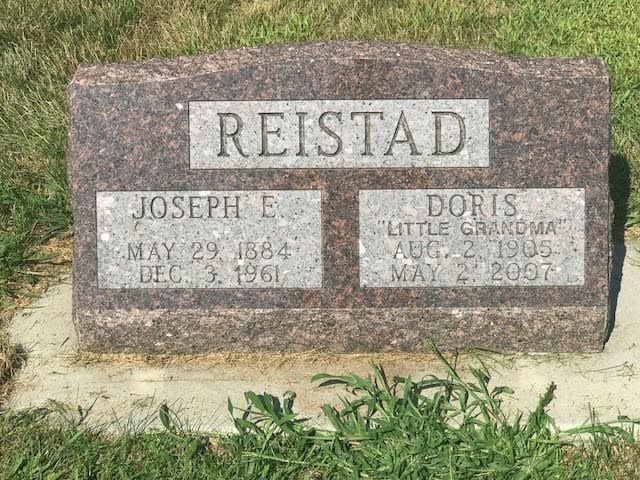 REISTAD
JOSEPH E.
MAY 29, 1884
DEC. 3, 1961
DORIS
"LITTLE GRANDMA"
AUG. 2, 1905
MAY 2, 2007